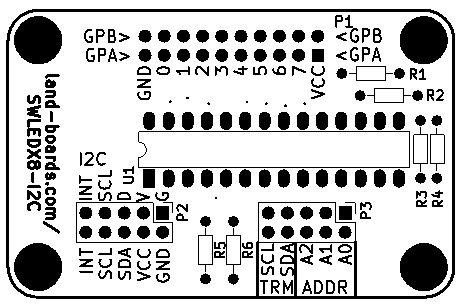 P1
GPB> <GPB
GPA> <GPA
GND 0 1 2 3 4 5 6 7 VCC
R1
R2
land-boards.com/
SWLEDX8-I2C
I2C
U1
INT SCL D V G
P2
INT SCL SDA VCC GND
R3
R4
R5
R6
P3
SCL SDA A2 A1 A0
TRM ADDR